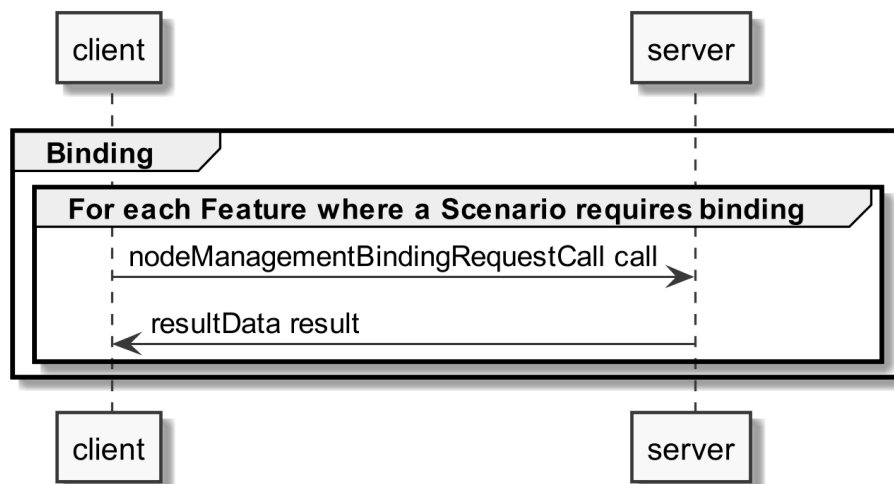 client server
Binding
For each Feature where a Scenario requires binding
nodeManagementBindingRequestCall call
resultData result
client server